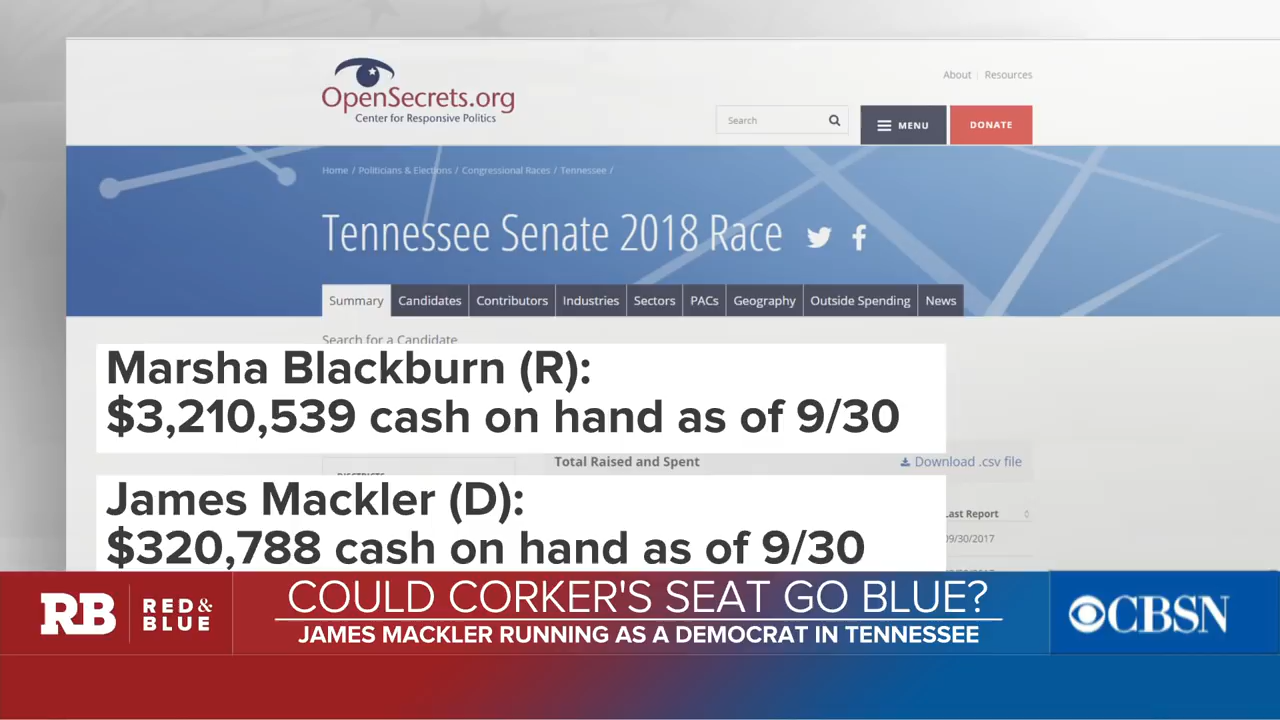 OpenSecrets.org
Center for Responsive Politics
About | Resources
Search
MENU
DONATE
Home / Politicians & Elections / Congressional Races / Tennessee /
Tennessee Senate 2018 Race
Summary Candidates Contributors Industries Sectors PACs Geography Outside Spending News
Search for a Candidate
Marsha Blackburn (R):
$3,210,539 cash on hand as of 9/30
Total Raised and Spent
Download .csv file
James Mackler (D):
$320,788 cash on hand as of 9/30
Last Report
09/30/2017
RB
RED&
BLUE
COULD CORKER'S SEAT GO BLUE?
JAMES MACKLER RUNNING AS A DEMOCRAT IN TENNESSEE
CBSN